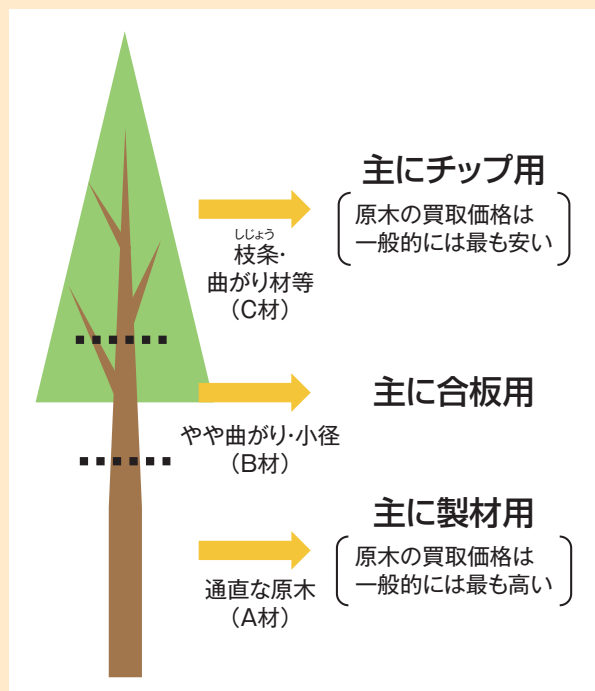 主にチップ用
原木の買取価格は
一般的には最も安い
しじょう
枝条・
曲がり材等
（C材）
主に合板用
やや曲がり・小径
（B材）
主に製材用
原木の買取価格は
一般的には最も高い
通直な原木
（A材）